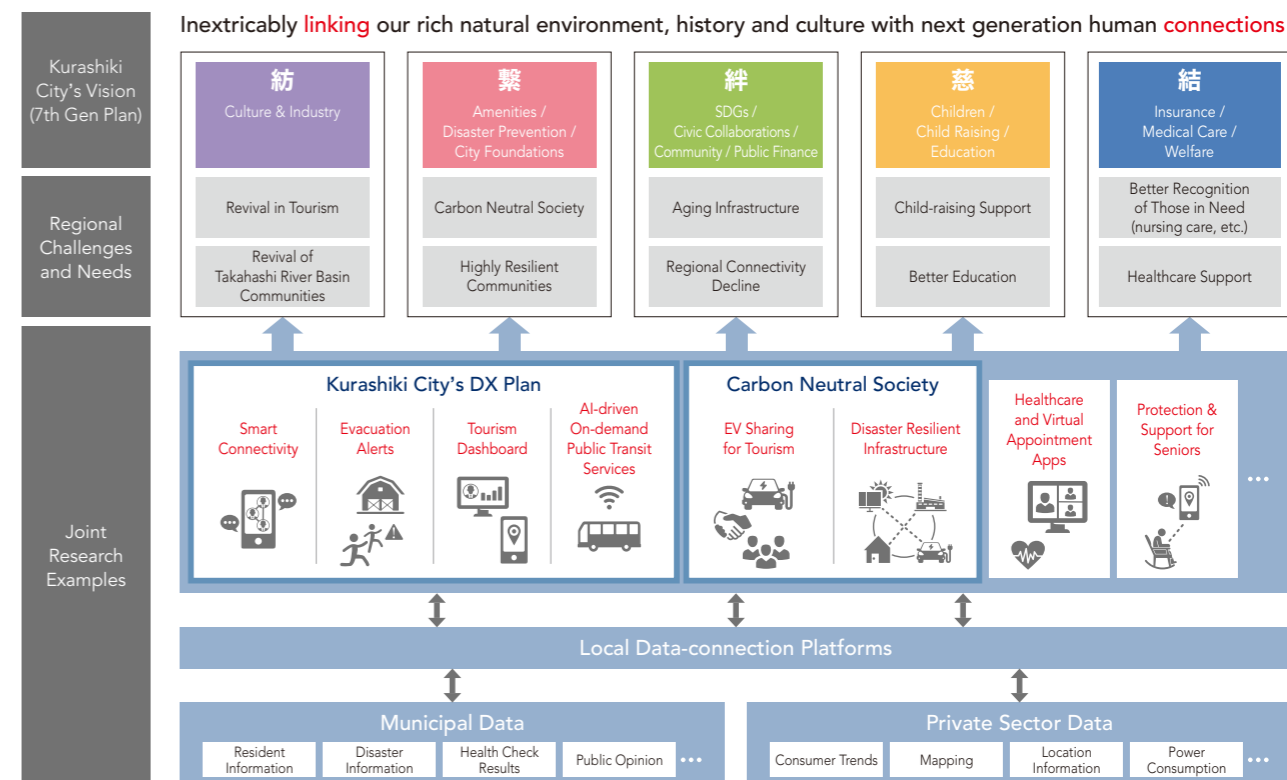 Inextricably linking our rich natural environment, history and culture with next generation human connections
Kurashiki
City's Vision
(7th Gen Plan)
紡
Culture & Industry
繋
Amenities /
Disaster Prevention /
City Foundations
絆
SDGs /
Civic Collaborations /
Community / Public Finance
慈
Children /
Child Raising /
Education
結
Insurance /
Medical Care /
Welfare
Regional
Challenges
and Needs
Revival in Tourism
Carbon Neutral Society
Aging Infrastructure
Child-raising Support
Better Recognition
of Those in Need
(nursing care, etc.)
Revival of
Takahashi River Basin
Communities
Highly Resilient
Communities
Regional Connectivity
Decline
Better Education
Healthcare Support
Joint
Research
Examples
Kurashiki City's DX Plan
Smart
Connectivity
Evacuation
Alerts
Tourism
Dashboard
AI-driven
On-demand
Public Transit
Services
Carbon Neutral Society
EV Sharing
for Tourism
Disaster Resilient
Infrastructure
Healthcare
and Virtual
Appointment
Apps
Protection &
Support for
Seniors
...
Local Data-connection Platforms
Municipal Data
Resident
Information
Disaster
Information
Health Check
Results
Public Opinion
...
Private Sector Data
Consumer Trends
Mapping
Location
Information
Power
Consumption
...